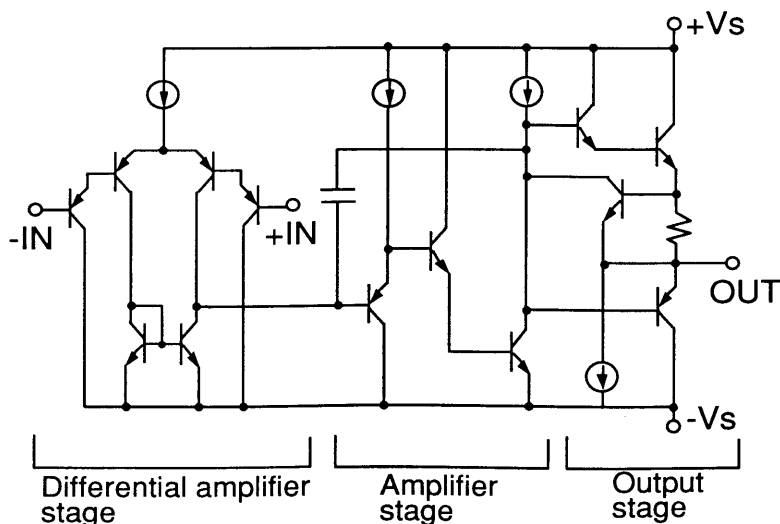 +Vs
-IN
+IN
OUT
-Vs
Differential amplifier
stage
Amplifier
stage
Output
stage